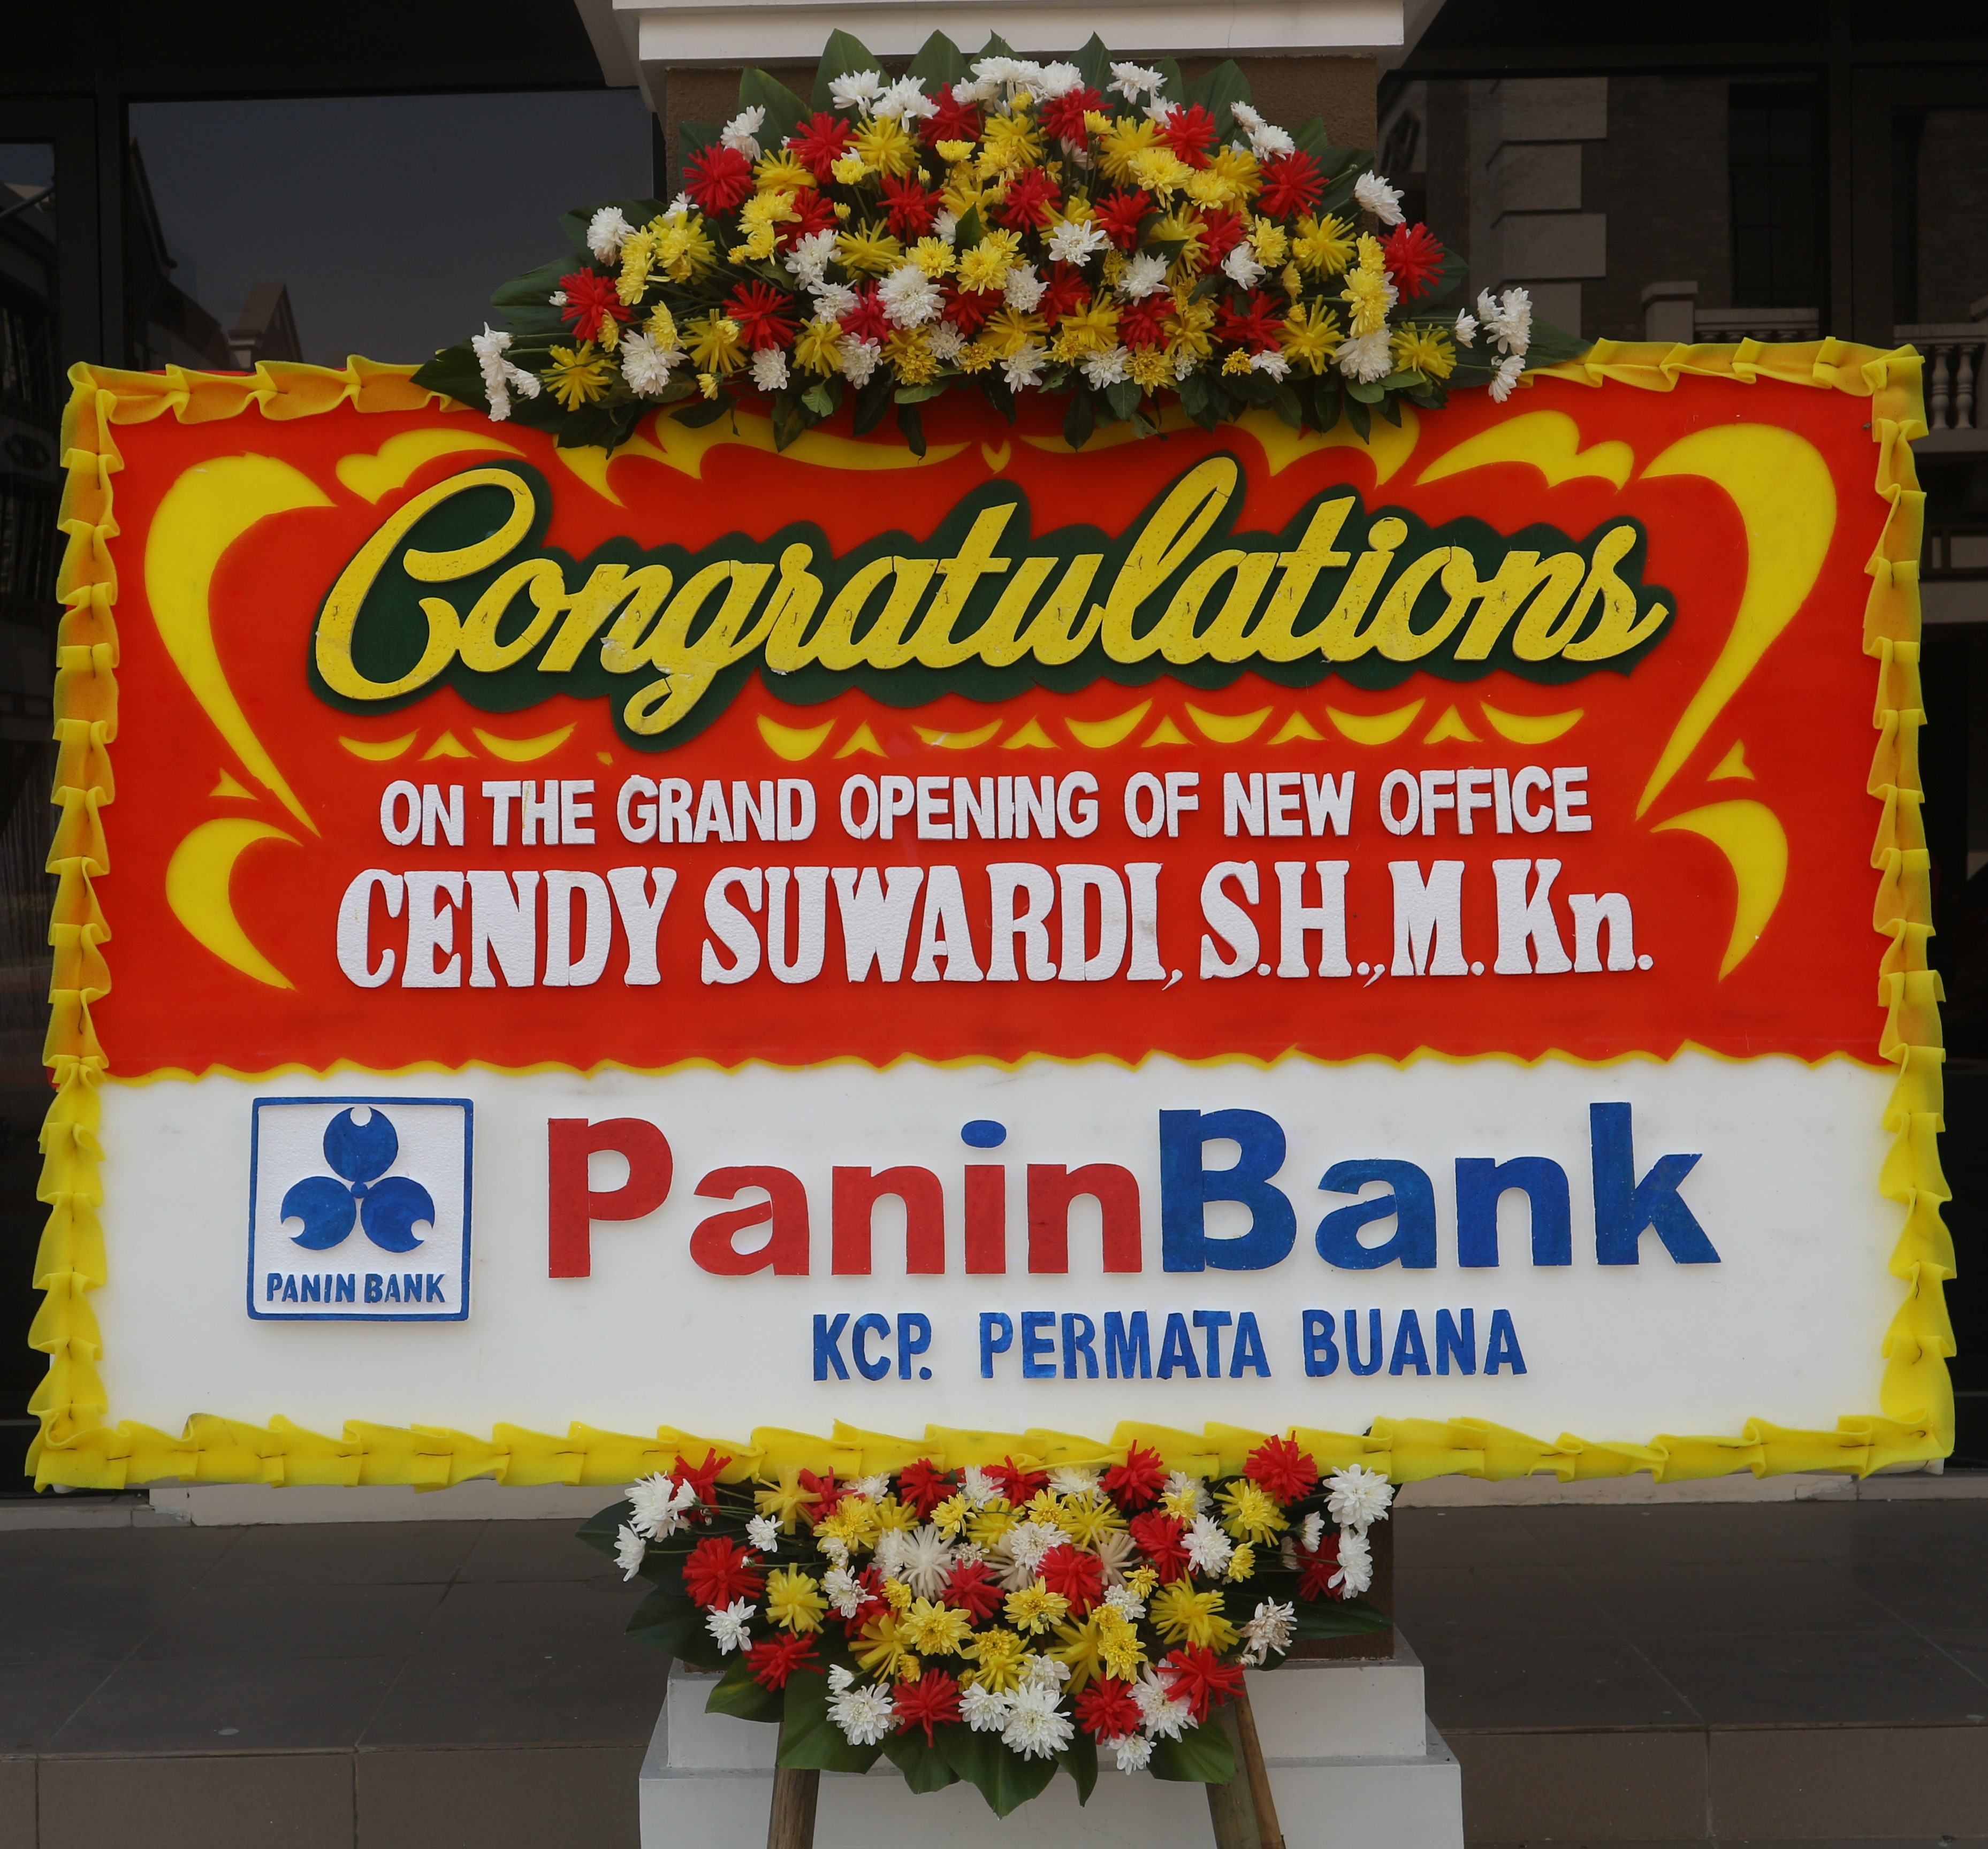 Congratulations
ON THE GRAND OPENING OF NEW OFFICE
CENDY SUWARDI, S.H., M.Kn.
PANIN BANK
PaninBank
KCP. PERMATA BUANA